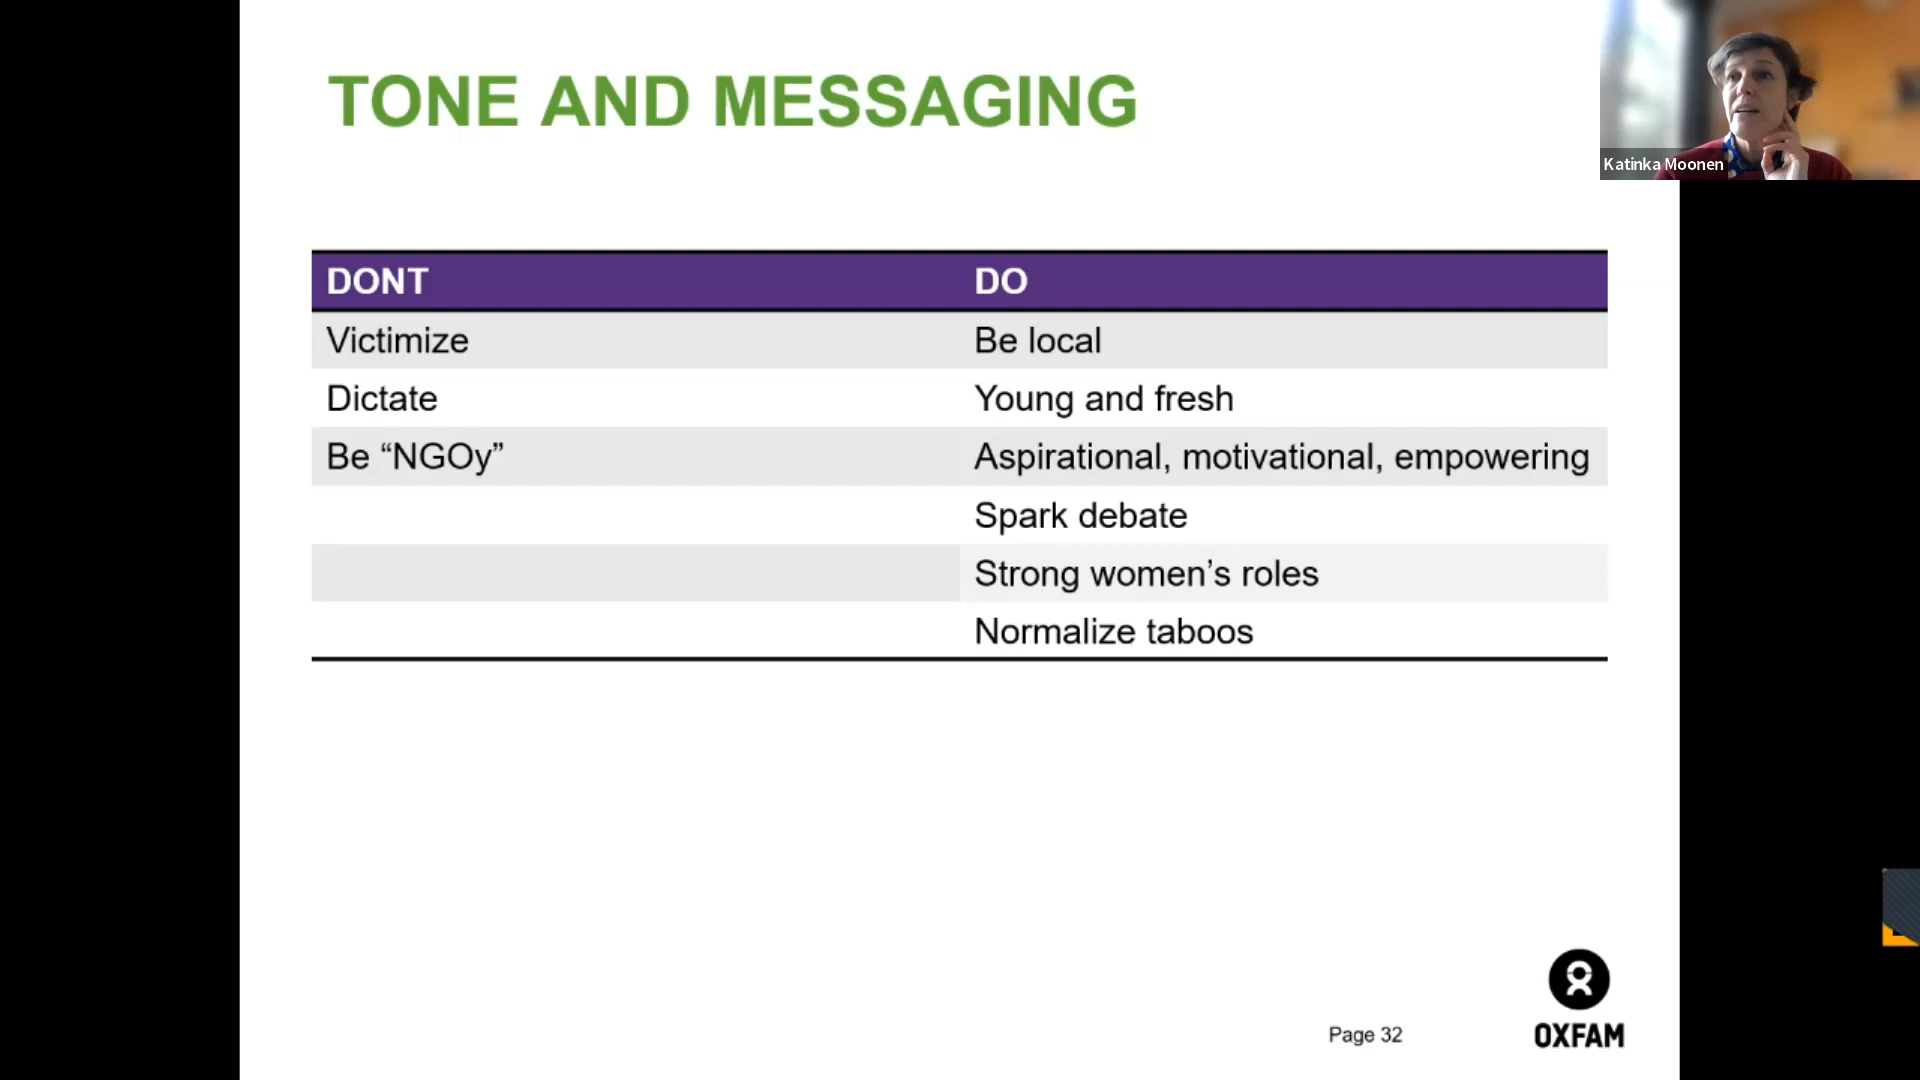 TONE AND MESSAGING
Katinka Moonen
DONT DO
Victimize Be local
Dictate Young and fresh
Be “NGOy” Aspirational, motivational, empowering
Spark debate
Strong women’s roles
Normalize taboos
Page 32
OXFAM